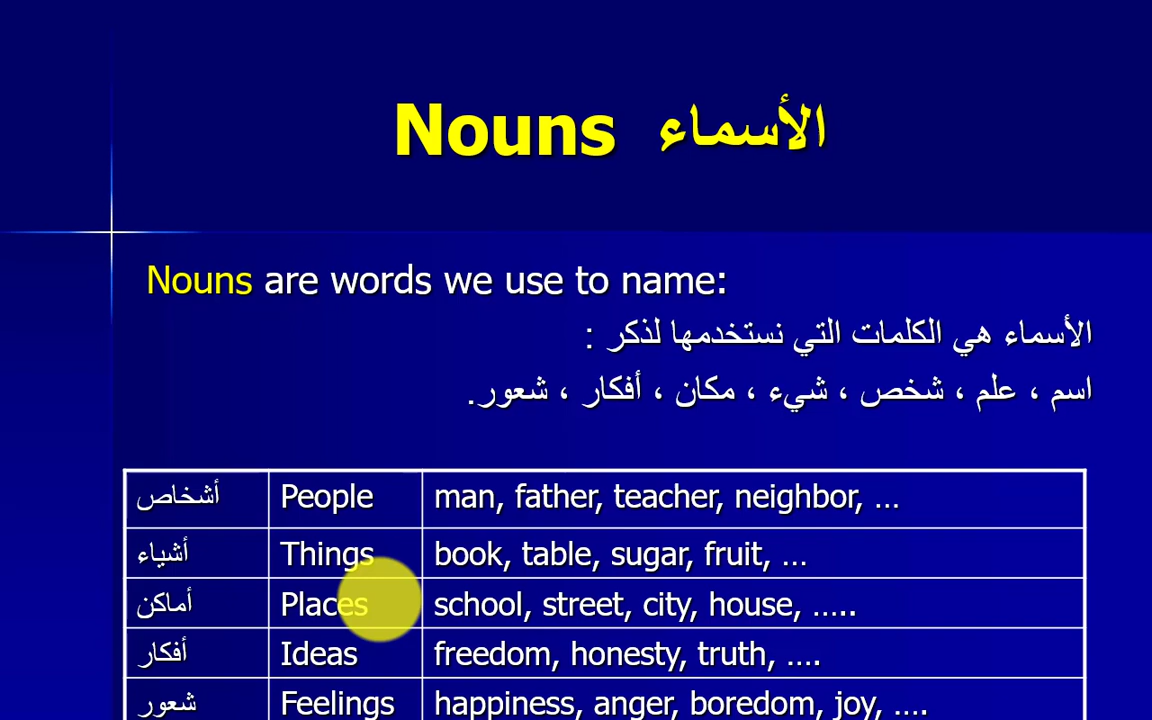 Nouns الأسماء
Nouns are words we use to name:
الأسماء هي الكلمات التي نستخدمها لذكر :
اسم ، علم ، شخص ، شيء ، مكان ، أفكار ، شعور.
أشخاص People man, father, teacher, neighbor, …
أشياء Things book, table, sugar, fruit, …
أماكن Places school, street, city, house, …..
أفكار Ideas freedom, honesty, truth, ….
شعور Feelings happiness, anger, boredom, joy, ….